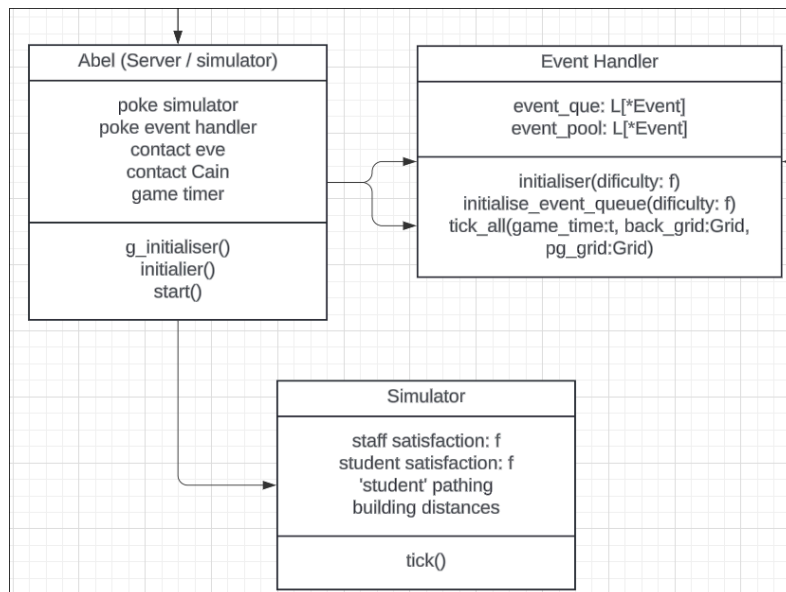 Abel (Server / simulator)
poke simulator
poke event handler
contact eve
contact Cain
game timer
g_initialiser()
initialier()
start()
Event Handler
event_que: L[*Event]
event_pool: L[*Event]
initialiser(dificulty: f)
initialise_event_queue(dificulty: f)
tick_all(game_time:t, back_grid:Grid,
pg_grid:Grid)
Simulator
staff satisfaction: f
student satisfaction: f
'student' pathing
building distances
tick()